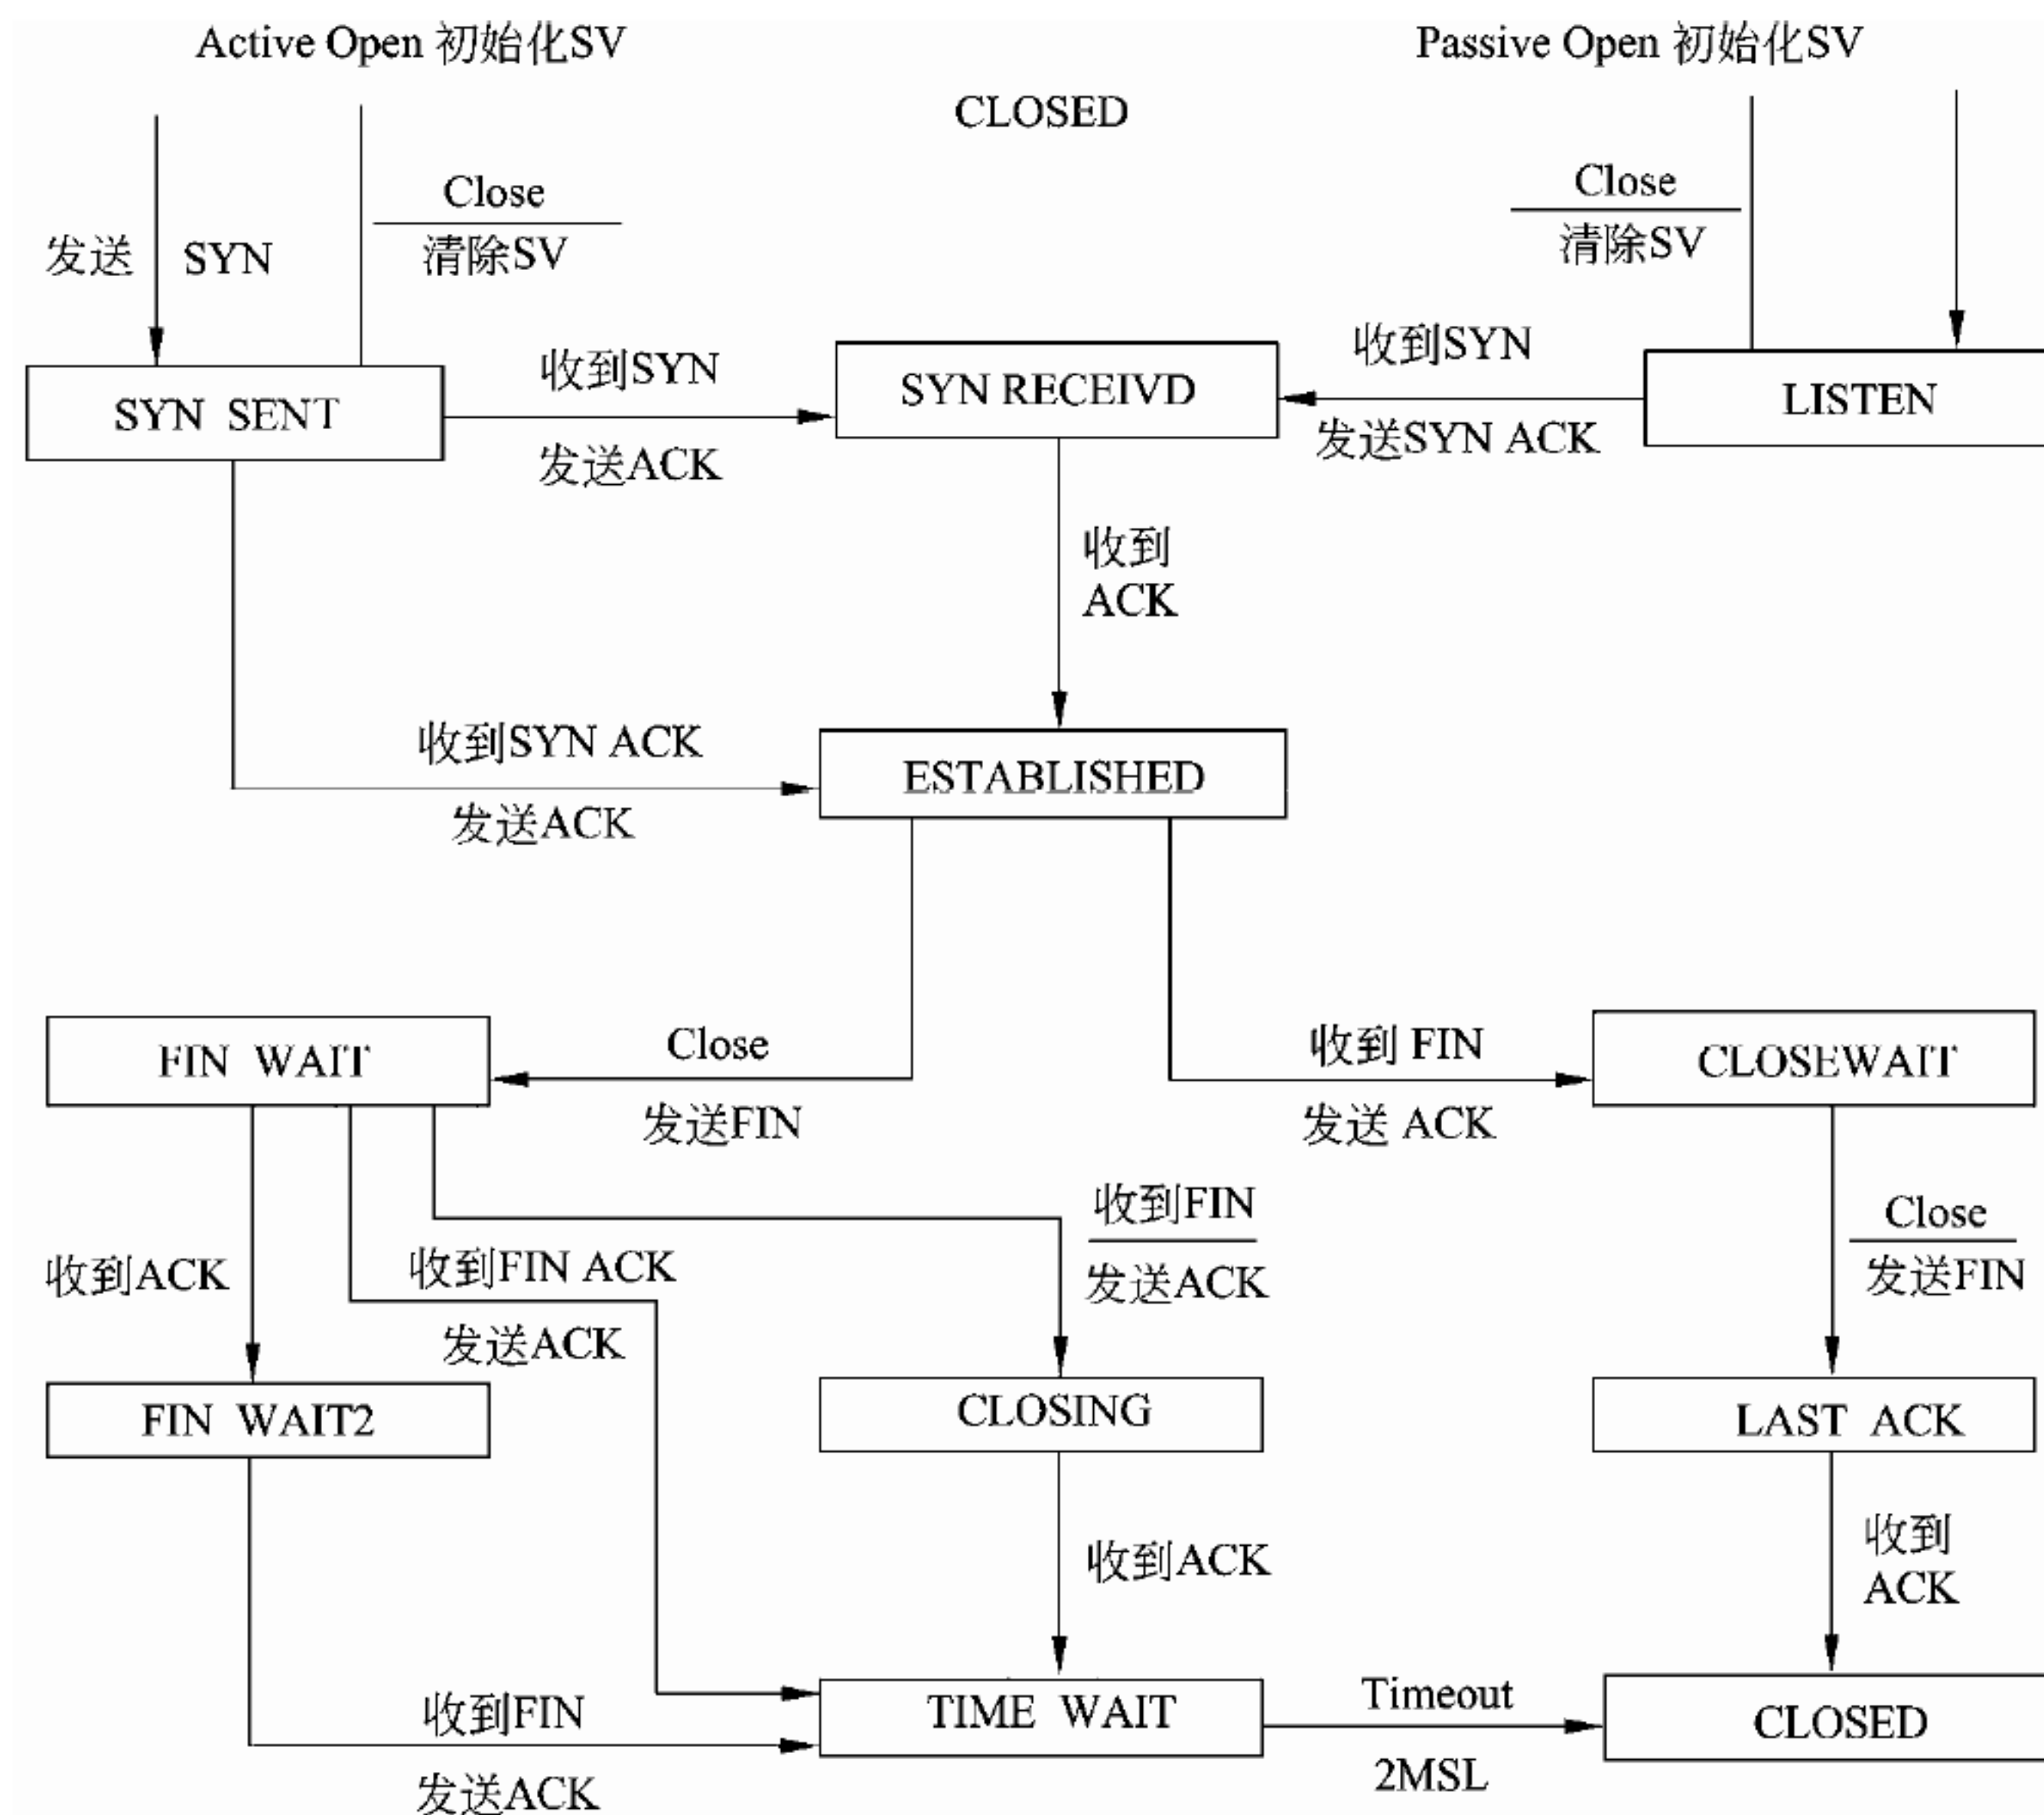 Active Open 初始化SV
Passive Open 初始化SV
CLOSED
Close
清除SV
Close
清除SV
发送 SYN
收到SYN
发送ACK
SYN RECEIVD
收到SYN
发送SYN ACK
SYN SENT
LISTEN
收到
ACK
收到SYN ACK
发送ACK
ESTABLISHED
FIN WAIT
Close
发送FIN
收到 FIN
发送 ACK
CLOSEWAIT
收到ACK
收到FIN ACK
发送ACK
收到FIN
发送ACK
Close
发送FIN
FIN WAIT2
CLOSING
LAST ACK
收到ACK
收到
ACK
收到FIN
发送ACK
TIME WAIT
Timeout
2MSL
CLOSED